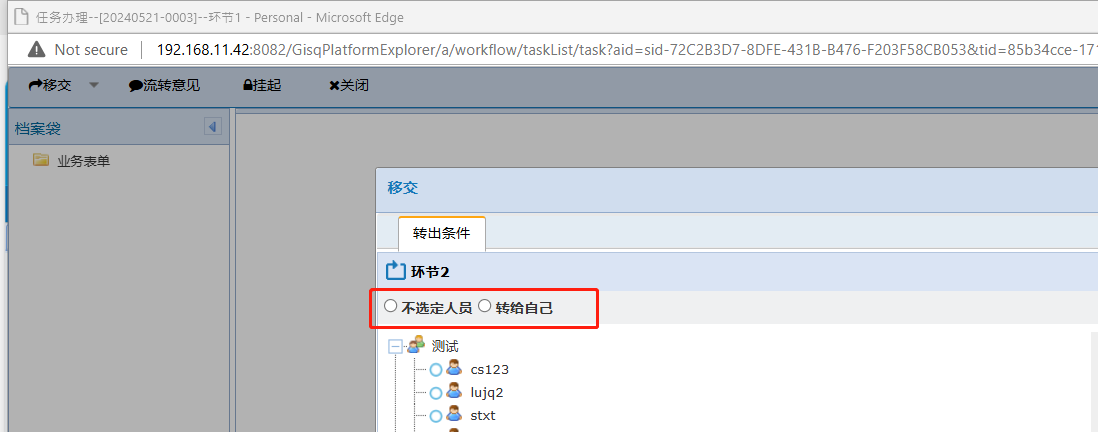 任务办理--[20240521-0003]--环节1 - Personal - Microsoft Edge
Not secure 192.168.11.42:8082/GisqPlatformExplorer/a/workflow/taskList/task?aid=sid-72C2B3D7-8DFE-431B-B476-F203F58CB053&tid=85b34cce-171
移交 流转意见 挂起 关闭
档案袋
业务表单
移交
转出条件
环节2
不选定人员 转给自己
测试
cs123
lujq2
stxt